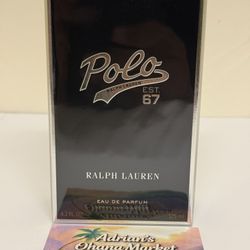 Polo
EST.
67
RALPH LAUREN
EAU DE PARFUM
Adrian's
Ohana Market